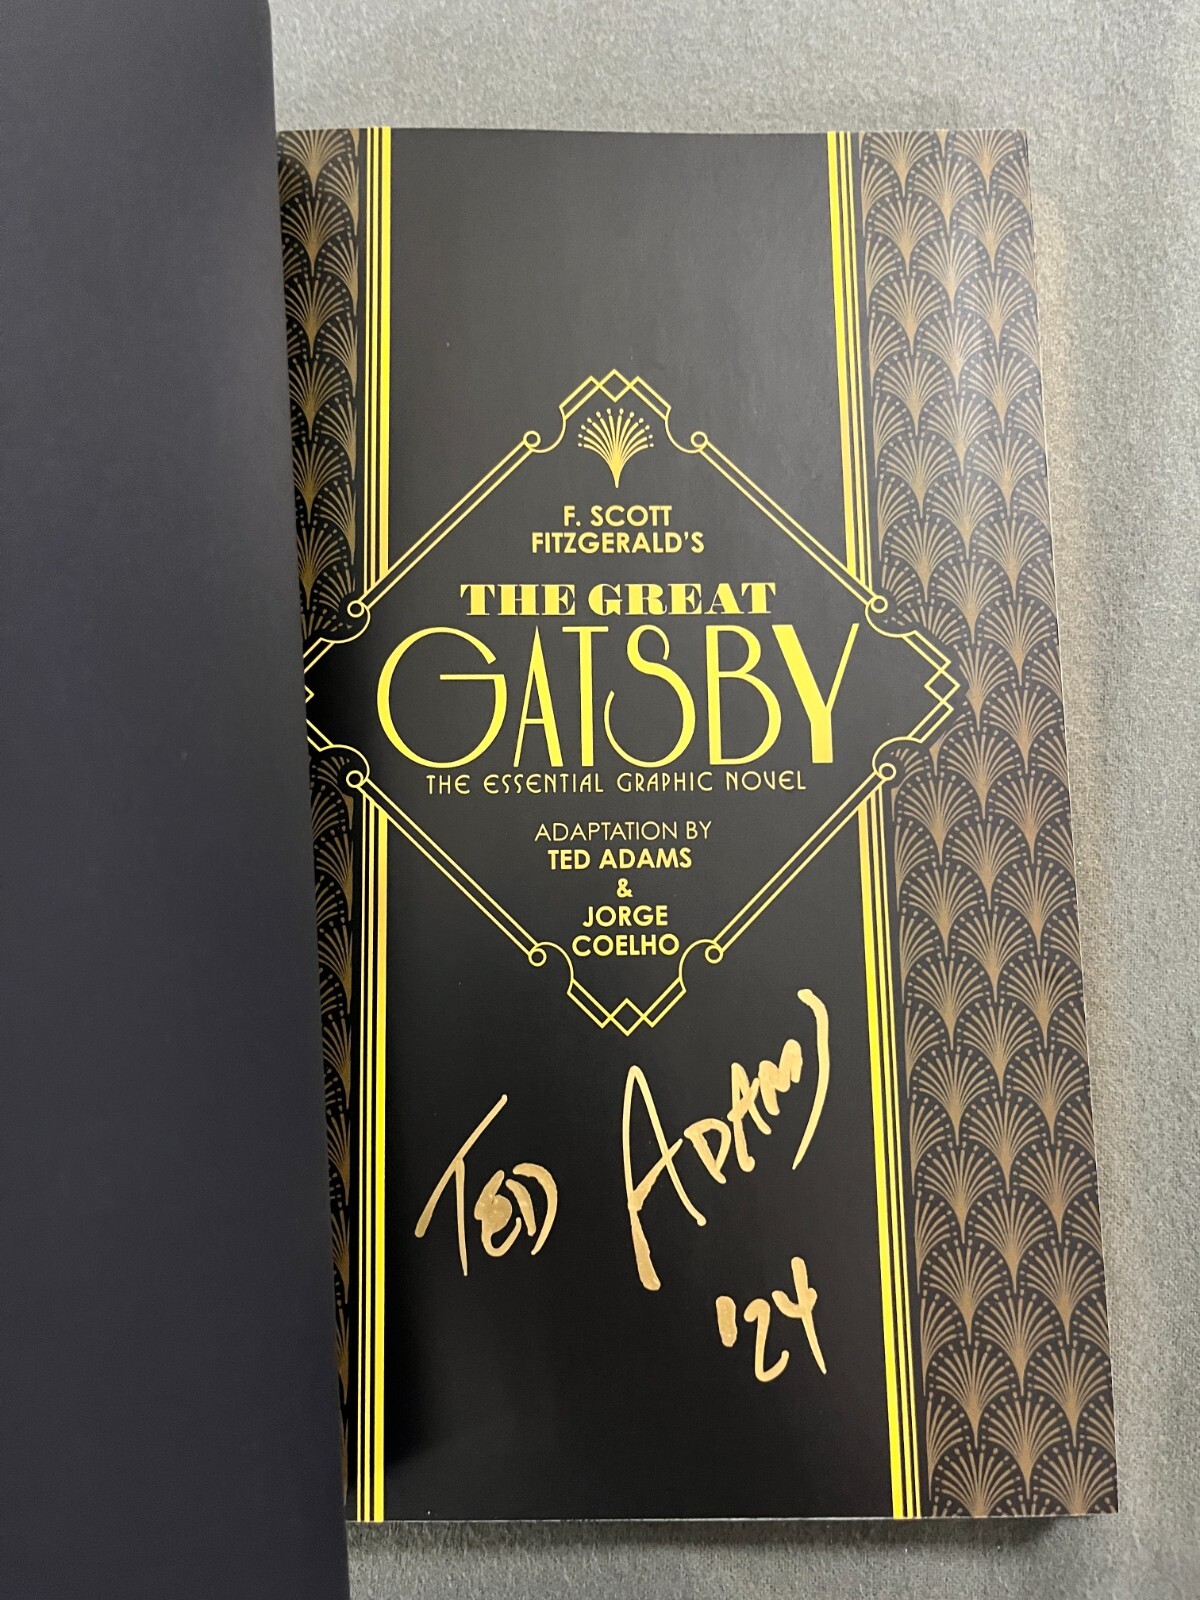 F. SCOTT
FITZGERALD'S
THE GREAT
GATSBY
THE ESSENTIAL GRAPHIC NOVEL
ADAPTATION BY
TED ADAMS
&
JORGE
COELHO
TED ADAMS
'24